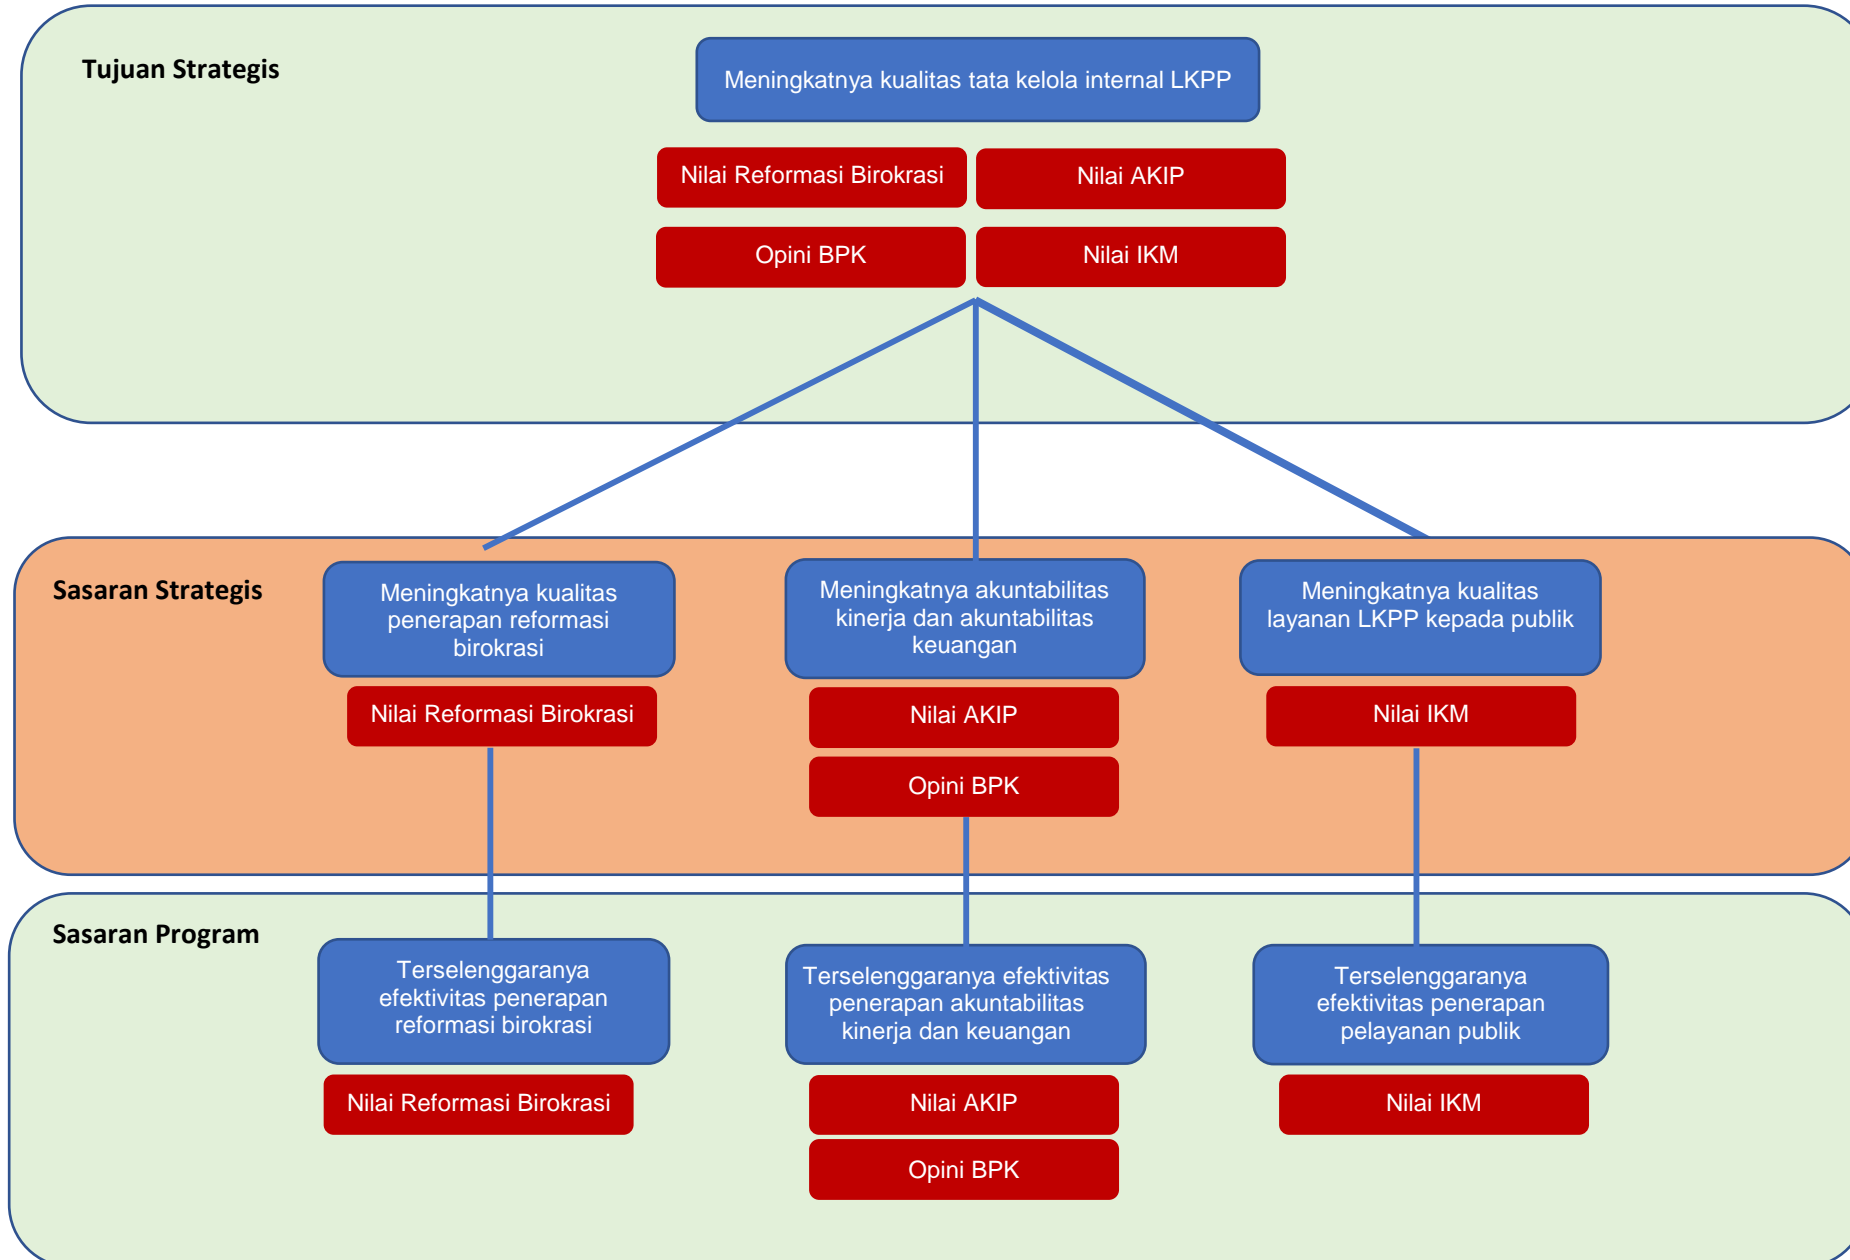 Tujuan Strategis
Meningkatnya kualitas tata kelola internal LKPP
Nilai Reformasi Birokrasi
Nilai AKIP
Opini BPK
Nilai IKM
Sasaran Strategis
Meningkatnya kualitas
penerapan reformasi
birokrasi
Nilai Reformasi Birokrasi
Meningkatnya akuntabilitas
kinerja dan akuntabilitas
keuangan
Nilai AKIP
Opini BPK
Meningkatnya kualitas
layanan LKPP kepada publik
Nilai IKM
Sasaran Program
Terselenggaranya
efektivitas penerapan
reformasi birokrasi
Nilai Reformasi Birokrasi
Terselenggaranya efektivitas
penerapan akuntabilitas
kinerja dan keuangan
Nilai AKIP
Opini BPK
Terselenggaranya
efektivitas penerapan
pelayanan publik
Nilai IKM